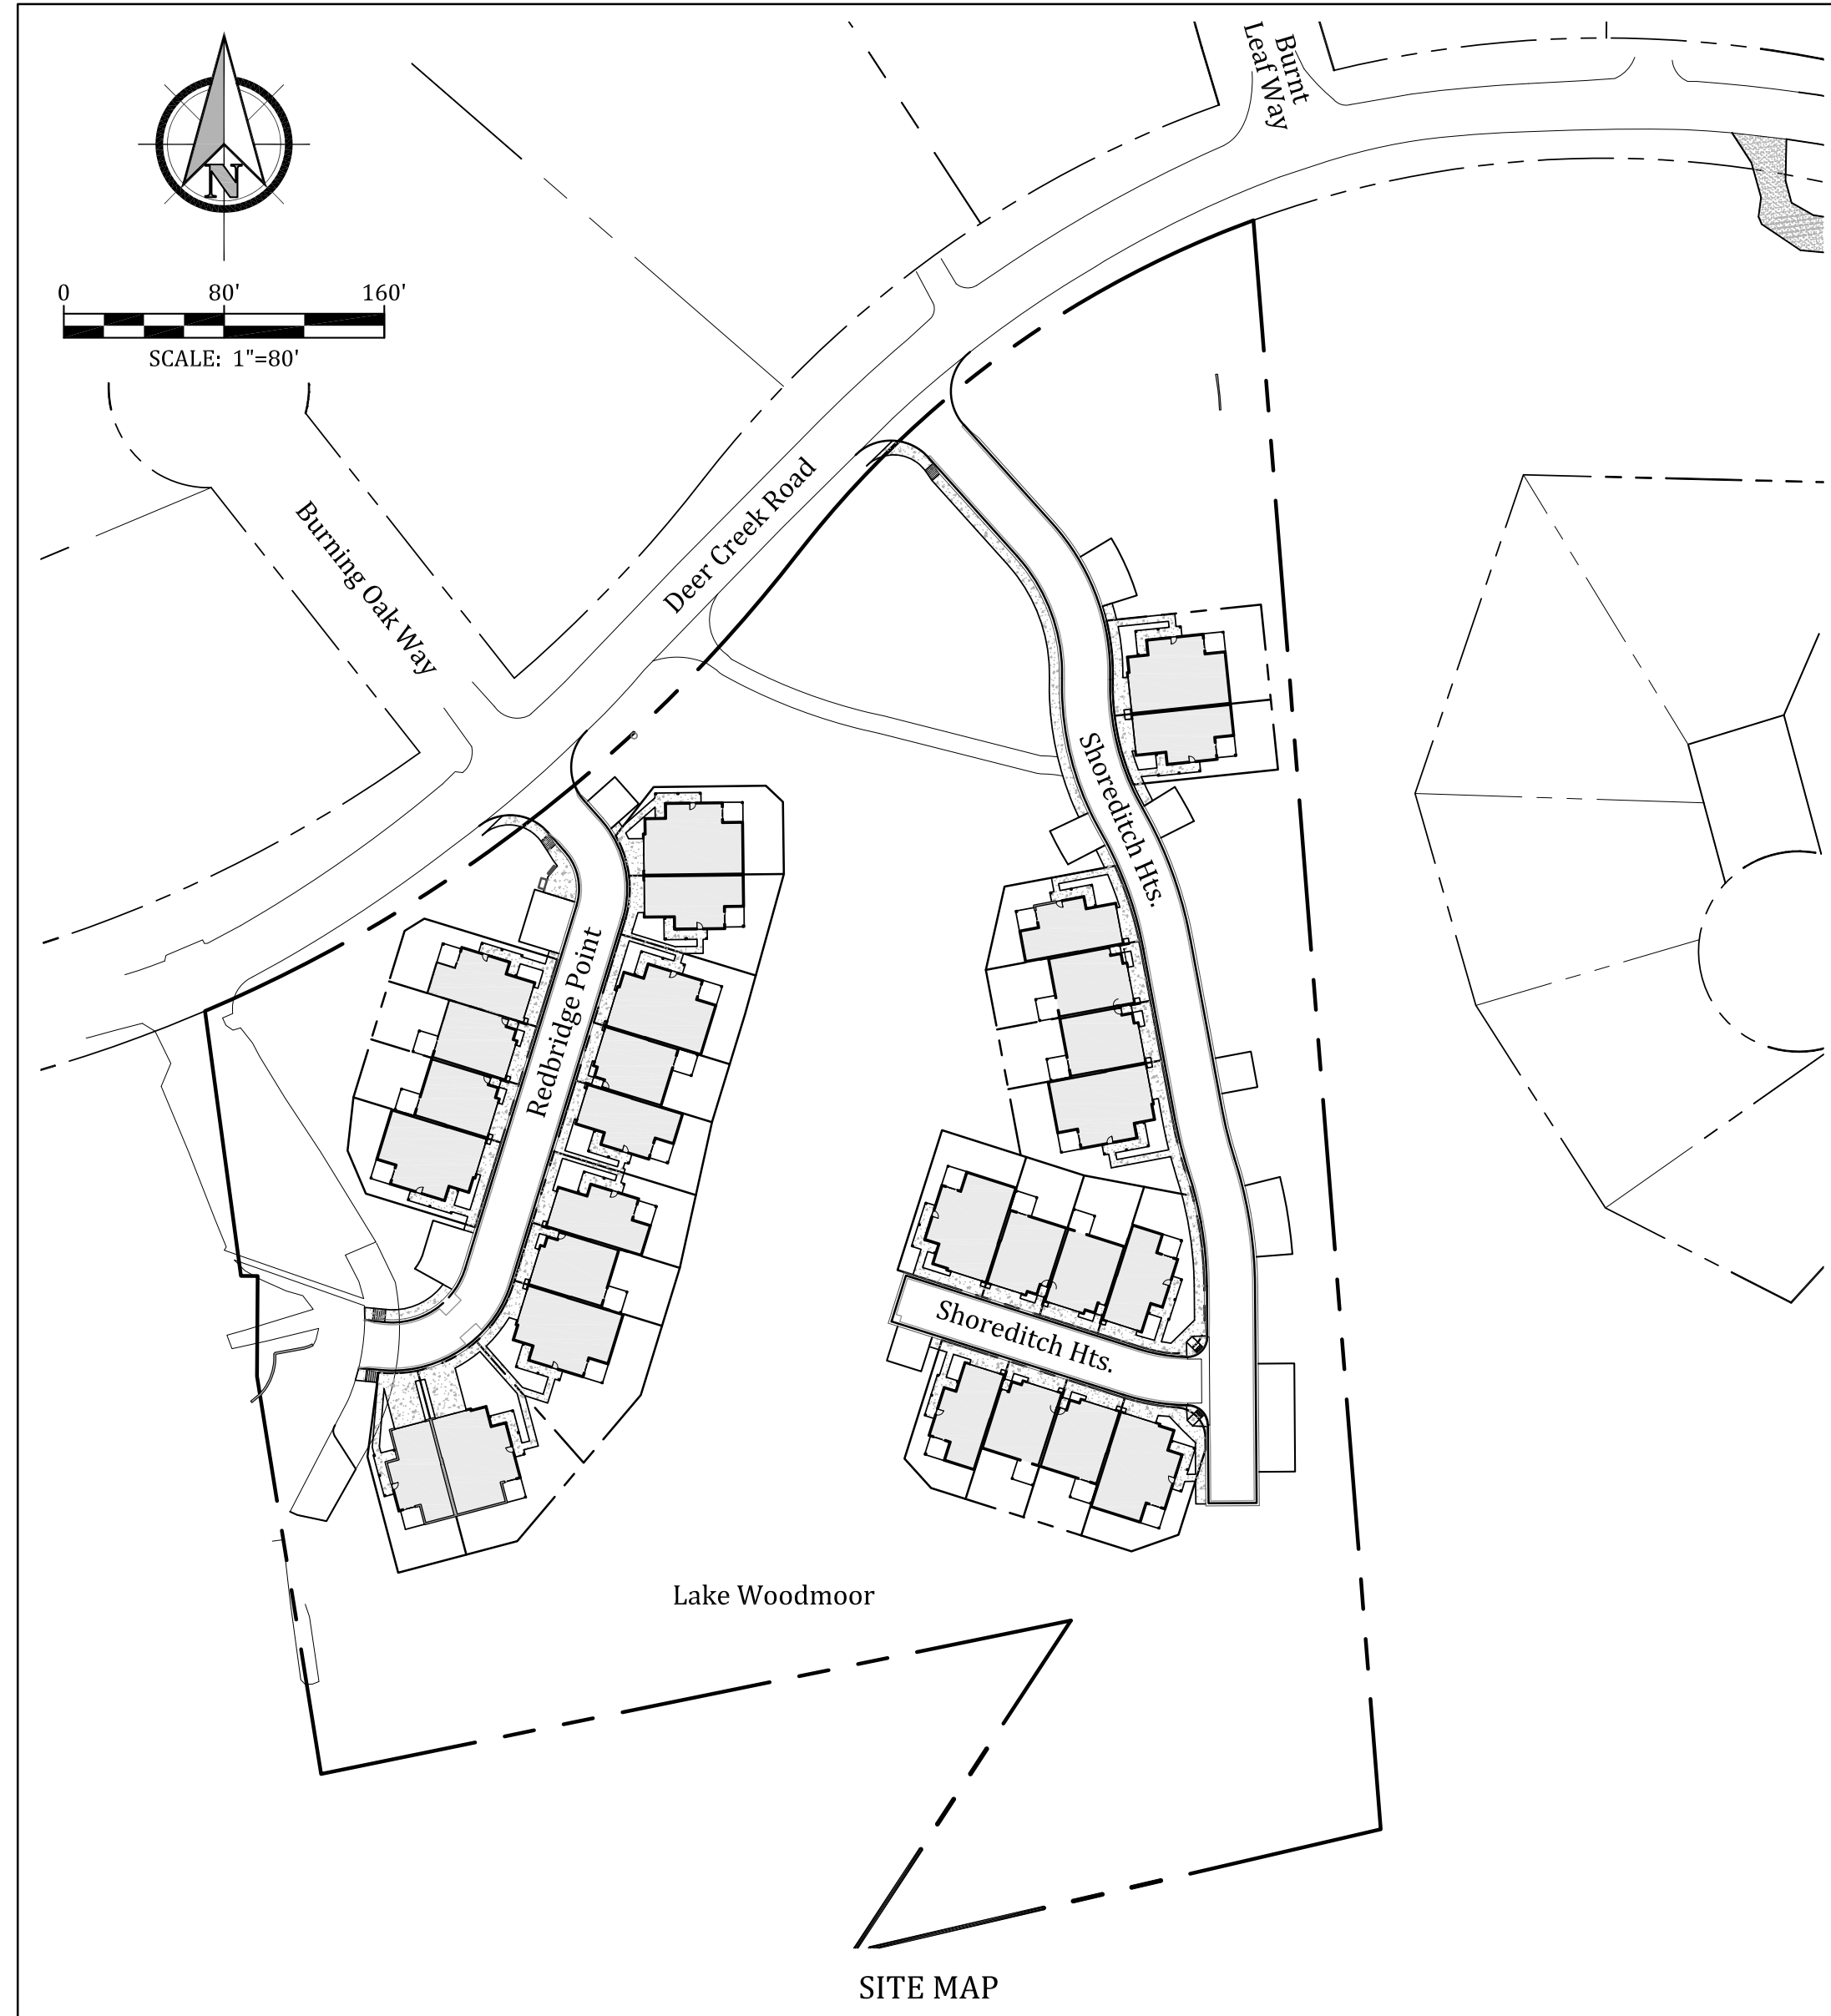 Burnt
Leaf Way
N
0 80' 160'
SCALE: 1"=80'
Burning Oak Way
Deer Creek Road
Shoreditch Hts.
Shoreditch Hts.
Redbridge Point
Lake Woodmoor
SITE MAP